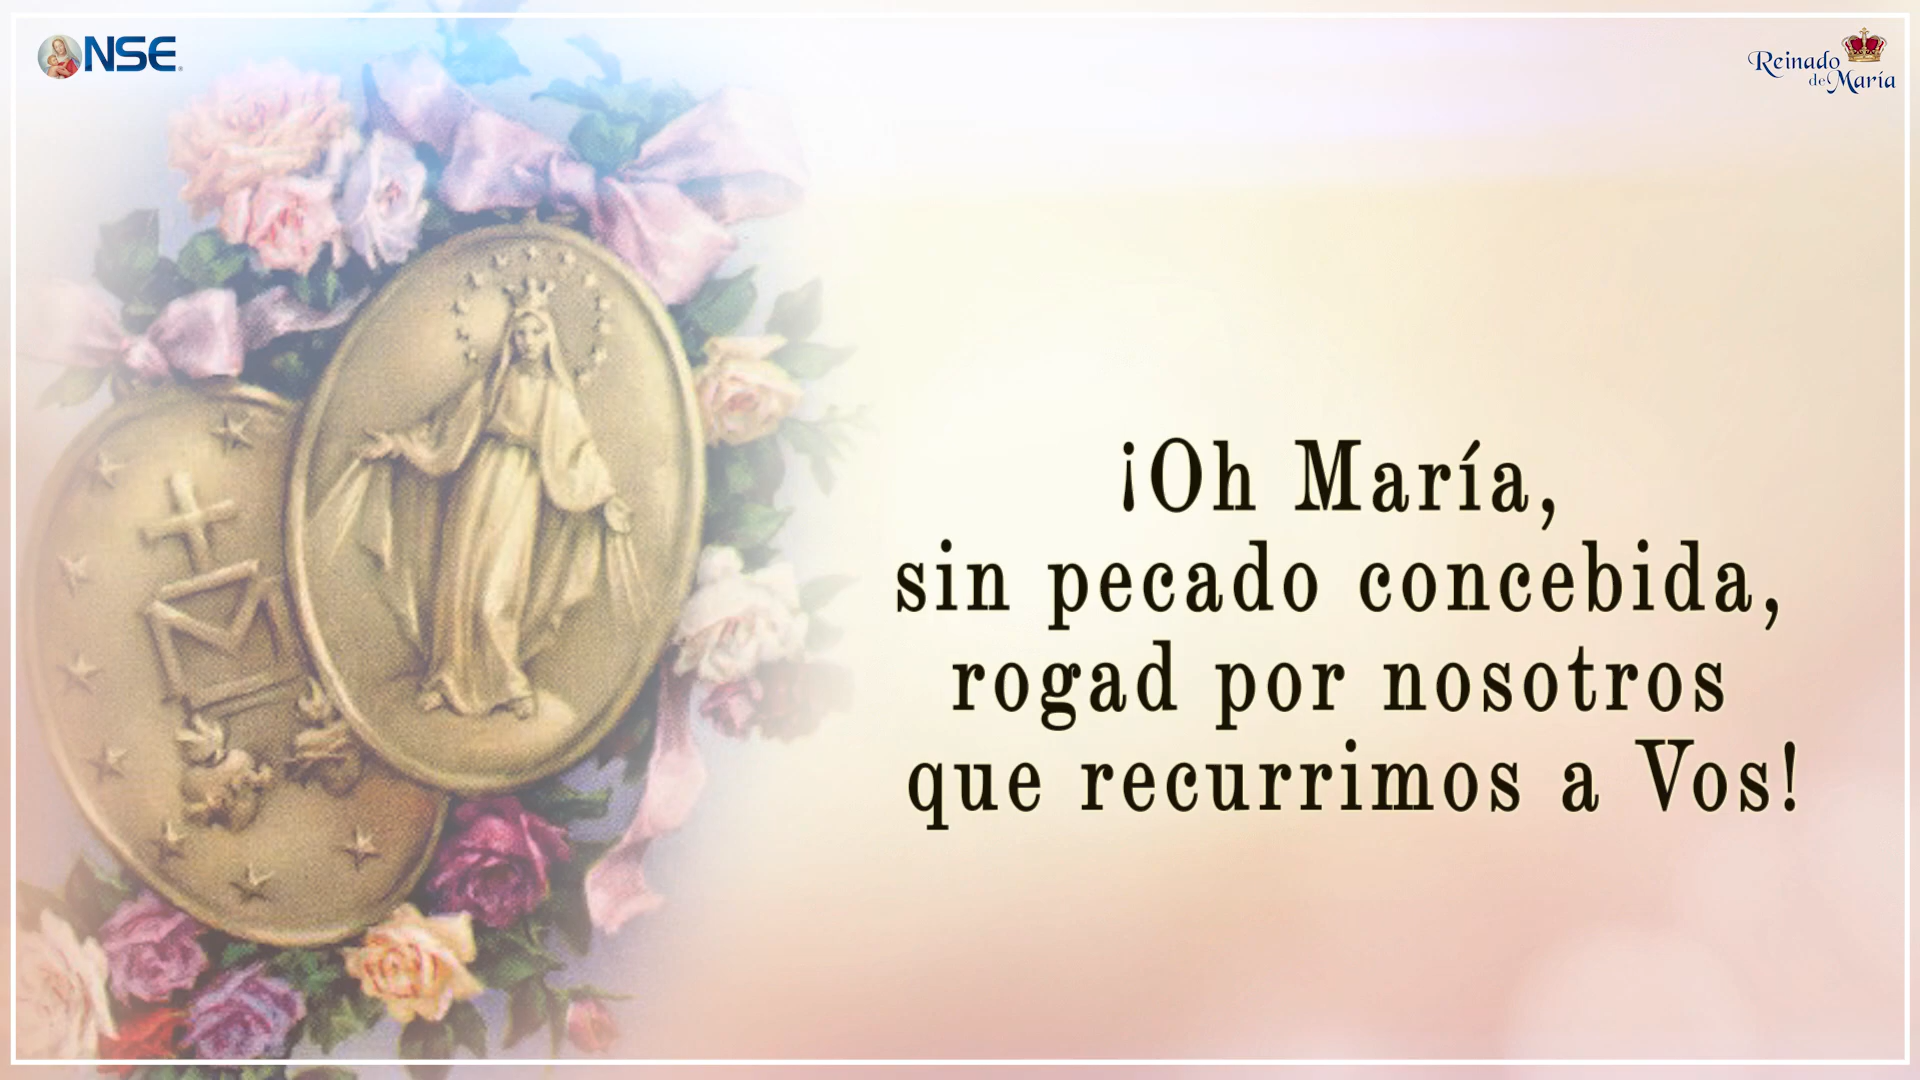 NSE
Reinado
de María
¡Oh María,
sin pecado concebida,
rogad por nosotros
que recurrimos a Vos!